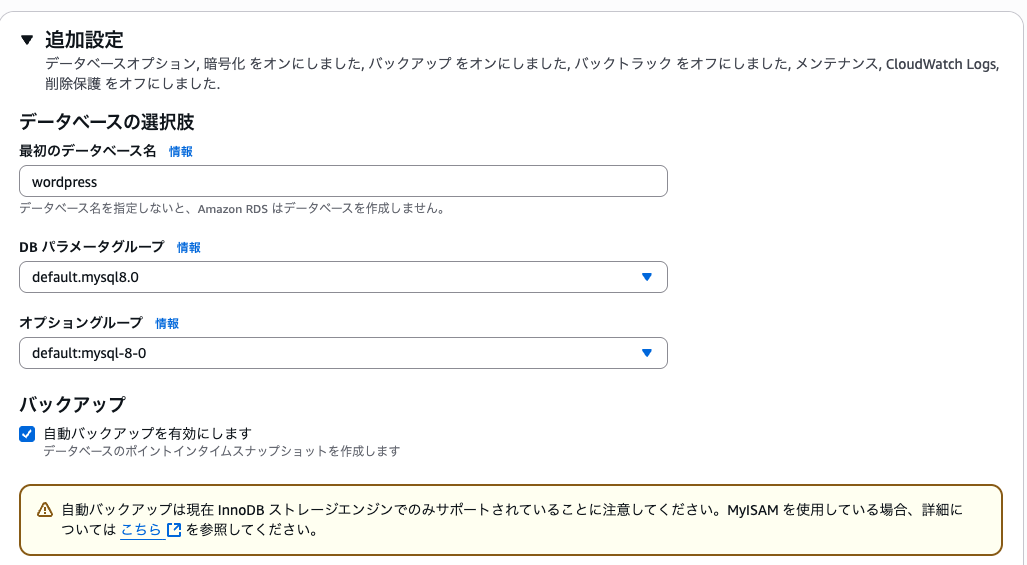 追加設定
データベースオプション, 暗号化 をオンにしました, バックアップ をオンにしました, バックトラック をオフにしました, メンテナンス, CloudWatch Logs,
削除保護 をオフにしました.
データベースの選択肢
最初のデータベース名 情報
wordpress
データベース名を指定しないと、Amazon RDS はデータベースを作成しません。
DB パラメータグループ 情報
default.mysql8.0
オプショングループ 情報
default:mysql-8-0
バックアップ
自動バックアップを有効にします
データベースのポイントインタイムスナップショットを作成します
自動バックアップは現在 InnoDB ストレージエンジンでのみサポートされていることに注意してください。MyISAM を使用している場合、詳細に
ついては こちら を参照してください。